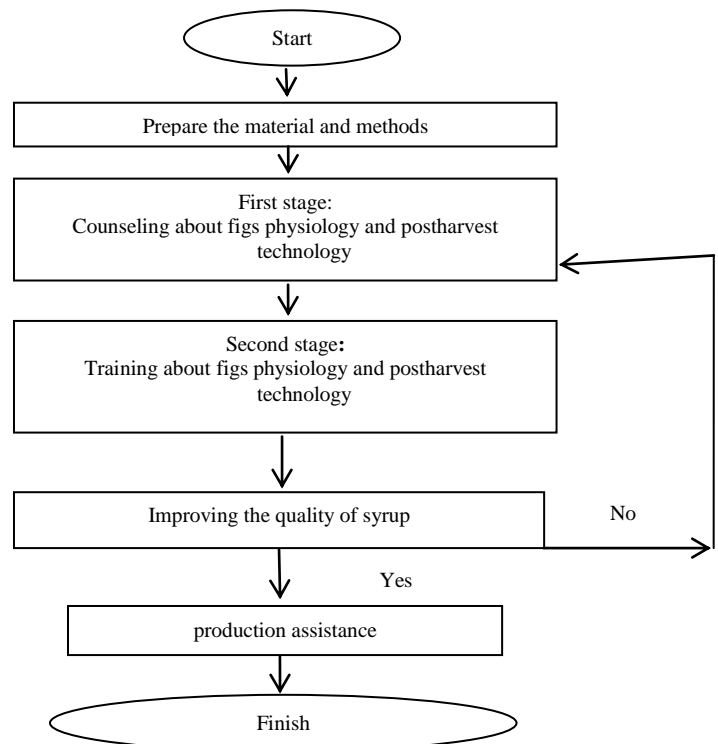 Start
Prepare the material and methods
First stage:
Counseling about figs physiology and postharvest
technology
Second stage:
Training about figs physiology and postharvest
technology
Improving the quality of syrup
No
Yes
production assistance
Finish